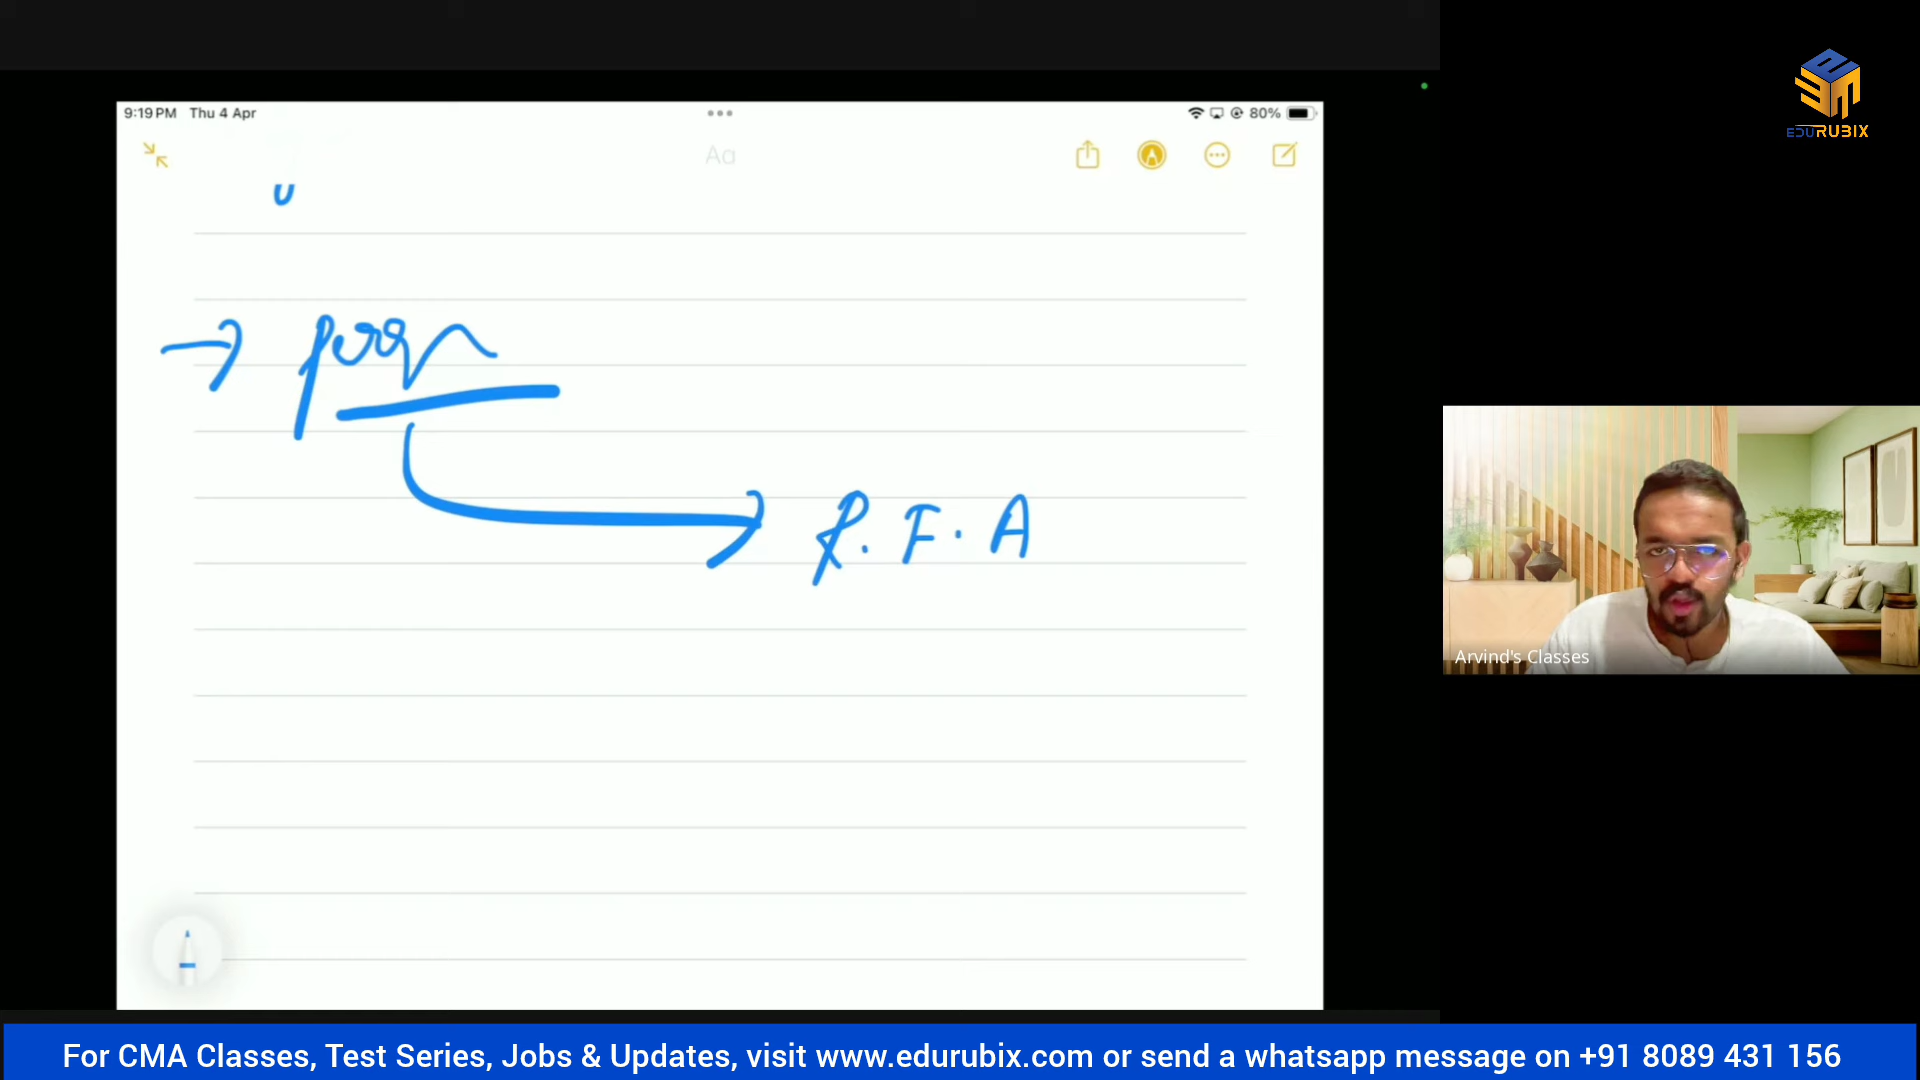 EDURUBIX
9:19 PM Thu 4 Apr
80%
Aa
→ perq
R.F.A
Arvind's Classes
For CMA Classes, Test Series, Jobs & Updates, visit www.edurubix.com or send a whatsapp message on +91 8089 431 156